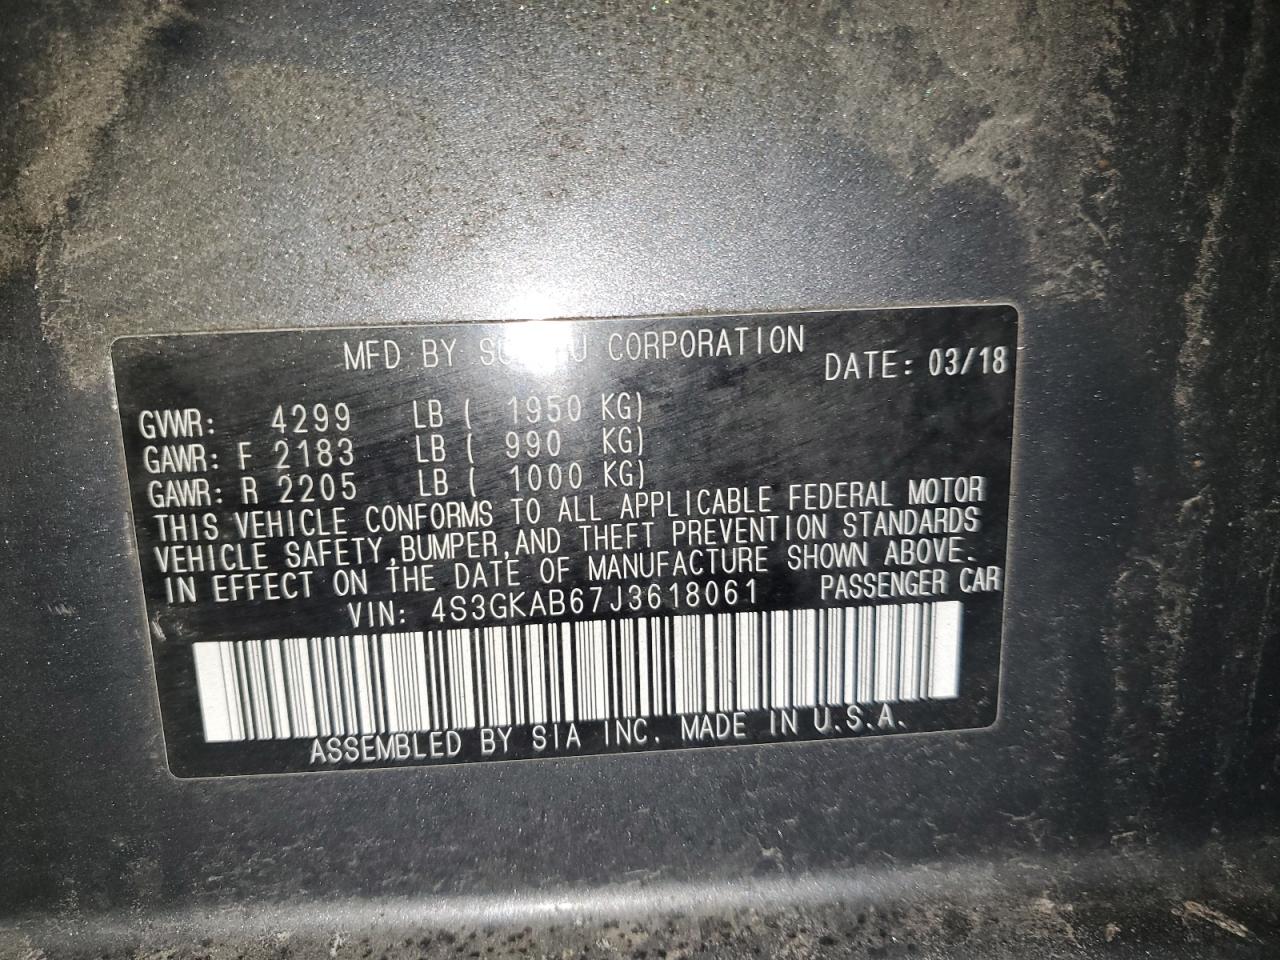 MFD BY CORPORATION
DATE: 03/18
GVWR: 4299 LB ( 1950 KG)
GAWR: F 2183 LB ( 990 KG)
GAWR: R 2205 LB ( 1000 KG)
THIS VEHICLE CONFORMS TO ALL APPLICABLE FEDERAL MOTOR
VEHICLE SAFETY,BUMPER,AND THEFT PREVENTION STANDARDS
IN EFFECT ON THE DATE OF MANUFACTURE SHOWN ABOVE.
VIN: 4S3GKAB67J3618061 PASSENGER CAR
ASSEMBLED BY SIA INC. MADE IN U.S.A.